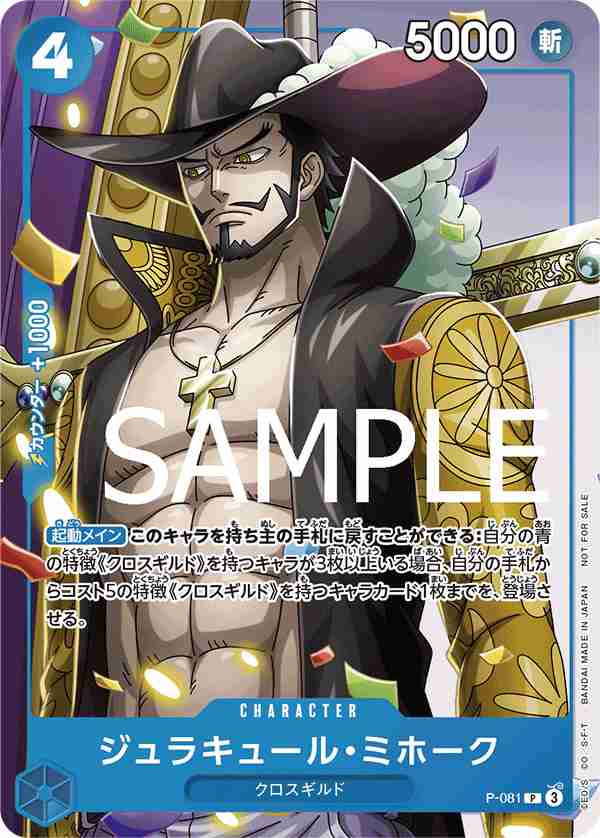 4
5000
斬
カウンター +1000
SAMPLE
起動メイン このキャラを持ち主の手札に戻すことができる:自分の青
の特徴《クロスギルド》を持つキャラが3枚以上いる場合、自分の手札か
らコスト5の特徴《クロスギルド》を持つキャラカード1枚までを、登場さ
せる。
CHARACTER
ジュラキュール・ミホーク
クロスギルド
P-081 P 3
©E.O/S ©O/S・F・T BANDAI MADE IN JAPAN NOT FOR SALE